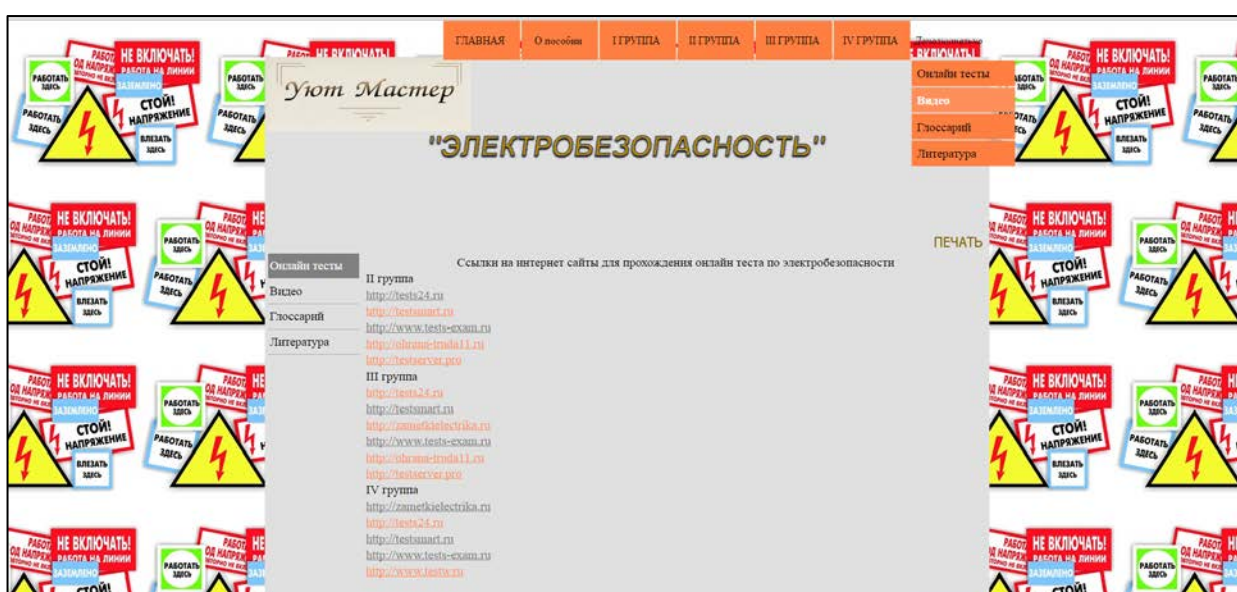 ГЛАВНАЯ О пособии I ГРУППА II ГРУППА III ГРУППА IV ГРУППА Дополнительно
Онлайн тесты
Видео
Глоссарий
Литература
Уют Мастер
"ЭЛЕКТРОБЕЗОПАСНОСТЬ"
ПЕЧАТЬ
Онлайн тесты
Видео
Глоссарий
Литература
Ссылки на интернет сайты для прохождения онлайн теста по электробезопасности
II группа
http://tests24.ru
http://testsmart.ru
http://www.tests-exam.ru
http://ohrana-truda11.ru
http://testserver.pro
III группа
http://tests24.ru
http://testsmart.ru
http://zametkielectrika.ru
http://www.tests-exam.ru
http://ohrana-truda11.ru
http://testserver.pro
IV группа
http://zametkielectrika.ru
http://tests24.ru
http://testsmart.ru
http://www.tests-exam.ru
http://www.testw.ru
НЕ ВКЛЮЧАТЬ!
РАБОТА НА ЛИНИИ
ЗАЗЕМЛЕНО
РАБОТАТЬ
ЗДЕСЬ
СТОЙ!
НАПРЯЖЕНИЕ
ВЛЕЗАТЬ
ЗДЕСЬ